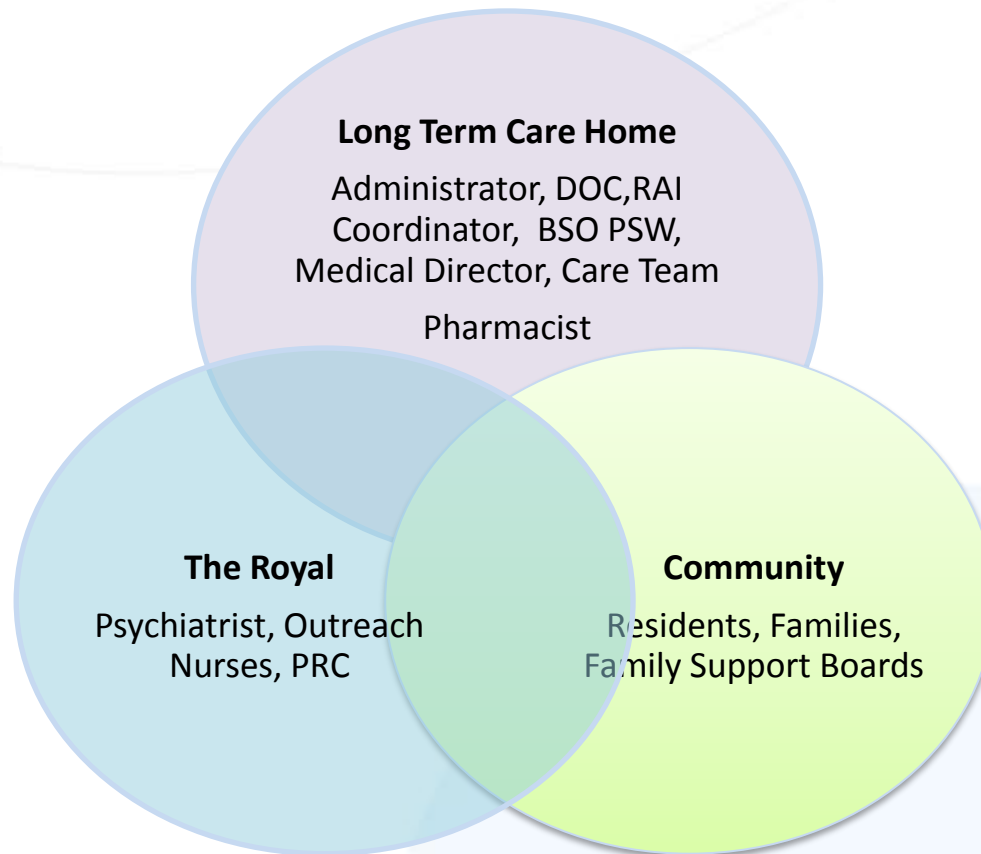 Long Term Care Home
Administrator, DOC,RAI
Coordinator, BSO PSW,
Medical Director, Care Team
Pharmacist
The Royal
Psychiatrist, Outreach
Nurses, PRC
Community
Residents, Families,
Family Support Boards